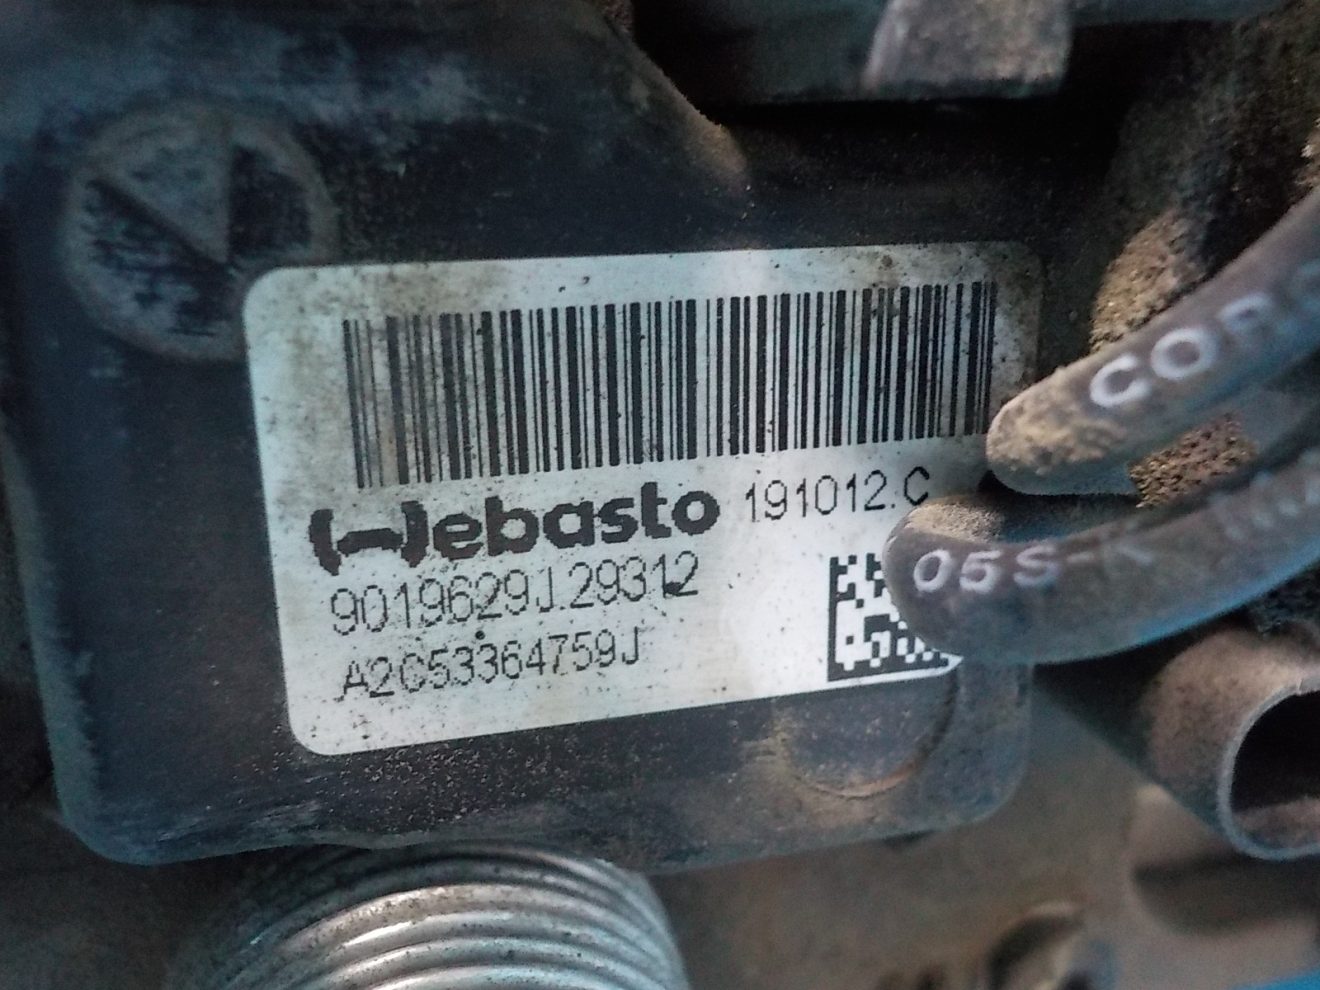 Webasto 191012.C
9019629J.29312
A2C53364759J
COR
05S-K